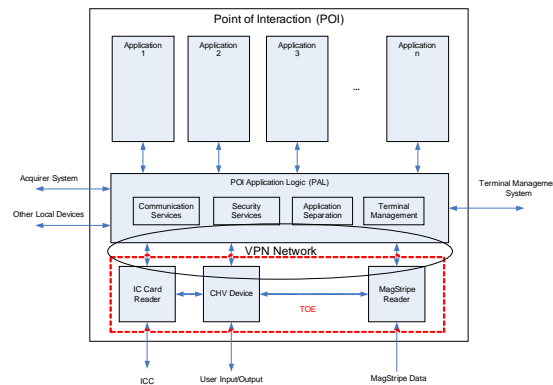 Point of Interaction (POI)
Application
1
Application
2
Application
3
...
Application
n
Acquirer System
Other Local Devices
POI Application Logic (PAL)
Communication
Services
Security
Services
Application
Separation
Terminal
Management
Terminal Management
System
VPN Network
IC Card
Reader
CHV Device
TOE
MagStripe
Reader
ICC
User Input/Output
MagStripe Data